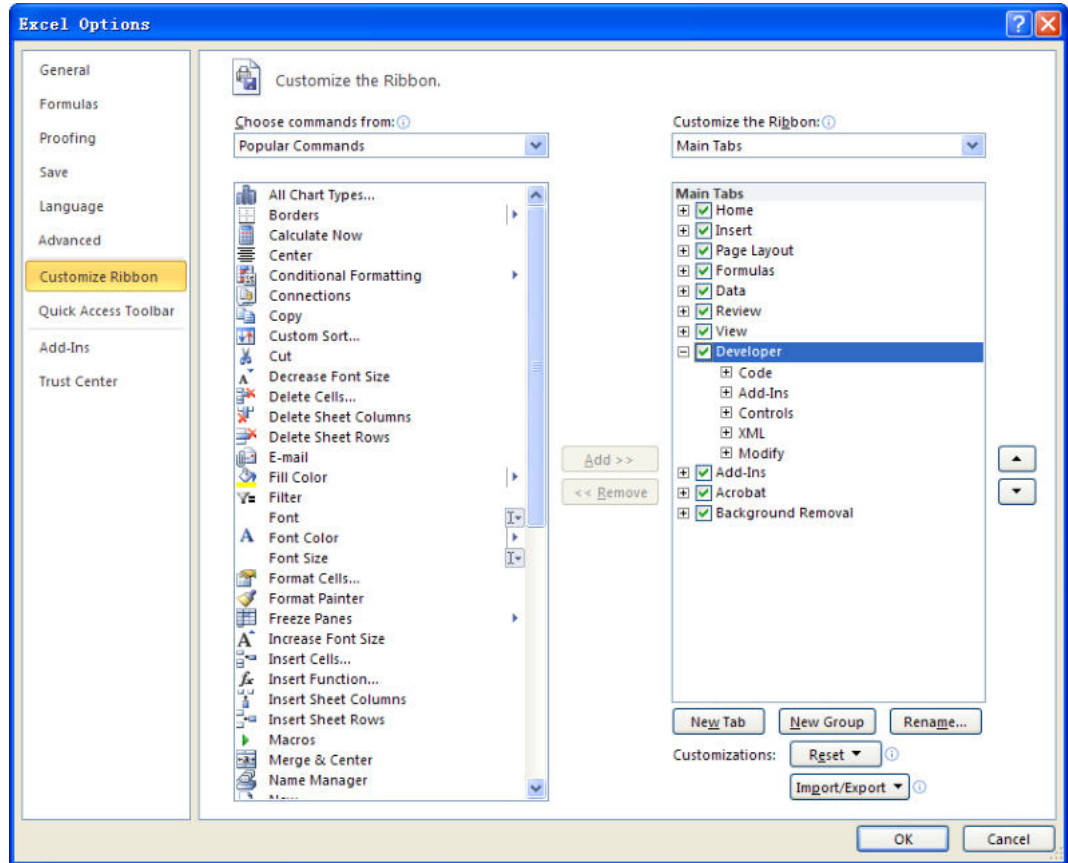 Excel Options
General
Formulas
Proofing
Save
Language
Advanced
Customize Ribbon
Quick Access Toolbar
Add-Ins
Trust Center
Customize the Ribbon.
Choose commands from:
Popular Commands
All Chart Types...
Borders
Calculate Now
Center
Conditional Formatting
Connections
Copy
Custom Sort...
Cut
Decrease Font Size
Delete Cells...
Delete Sheet Columns
Delete Sheet Rows
E-mail
Fill Color
Filter
Font
Font Color
Font Size
Format Cells...
Format Painter
Freeze Panes
Increase Font Size
Insert Cells...
Insert Function...
Insert Sheet Columns
Insert Sheet Rows
Macros
Merge & Center
Name Manager
Add >>
<< Remove
Customize the Ribbon:
Main Tabs
Main Tabs
Home
Insert
Page Layout
Formulas
Data
Review
View
Developer
Code
Add-Ins
Controls
XML
Modify
Add-Ins
Acrobat
Background Removal
New Tab New Group Rename...
Customizations: Reset
Import/Export
OK Cancel